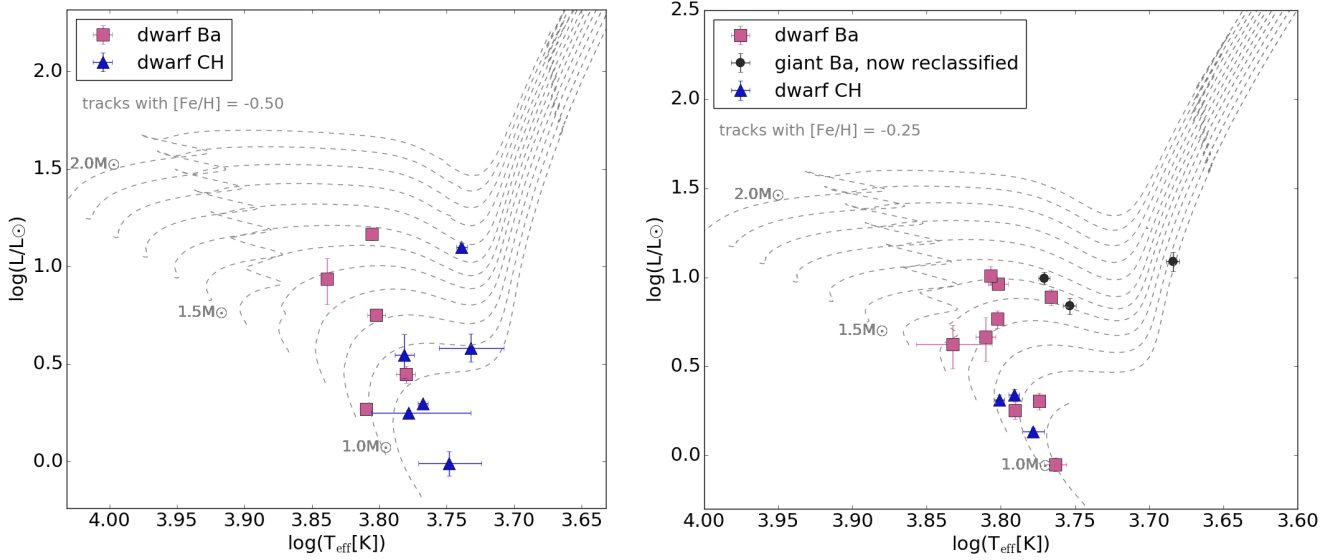 dwarf Ba
dwarf CH
tracks with [Fe/H] = -0.50
2.0M⊙
1.5M⊙
1.0M⊙
2.0
1.5
1.0
0.5
0.0
log(L/L⊙)
4.00 3.95 3.90 3.85 3.80 3.75 3.70 3.65
log(Teff[K])
dwarf Ba
giant Ba, now reclassified
dwarf CH
tracks with [Fe/H] = -0.25
2.0M⊙
1.5M⊙
1.0M⊙
2.5
2.0
1.5
1.0
0.5
0.0
log(L/L⊙)
4.00 3.95 3.90 3.85 3.80 3.75 3.70 3.65 3.60
log(Teff[K])